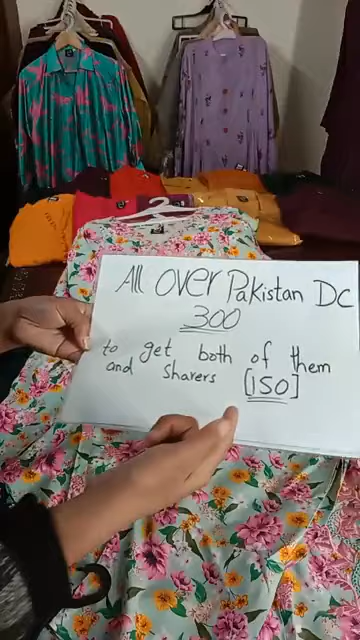 All over Pakistan DC
300
to get both of them
and Sharers [150]